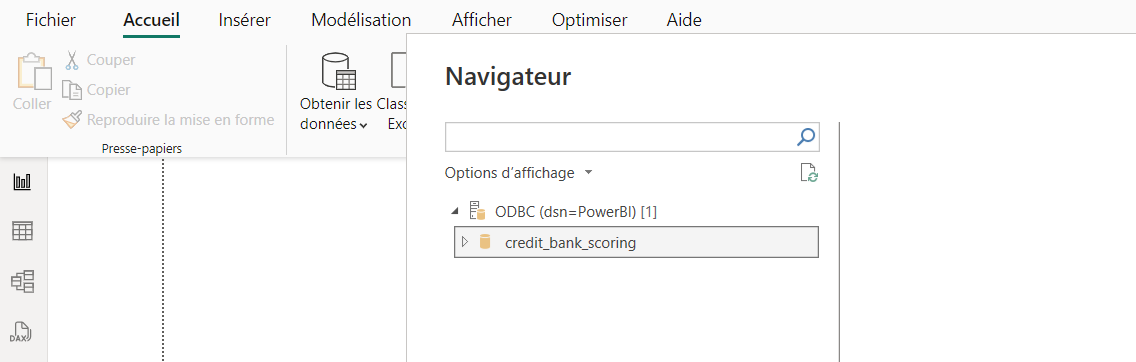 Fichier Accueil Insérer Modélisation Afficher Optimiser Aide
Coller
Couper
Copier
Reproduire la mise en forme
Presse-papiers
Obtenir les
données
Class
Exc
Navigateur
Options d'affichage
ODBC (dsn=PowerBI) [1]
credit_bank_scoring
DAX